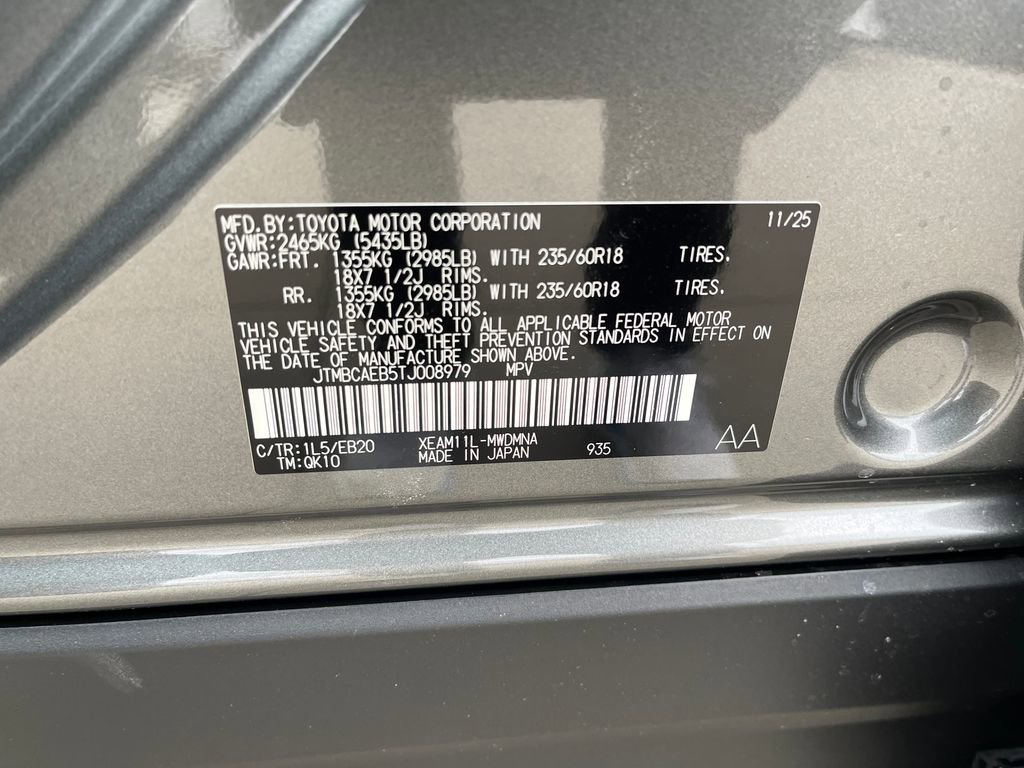 MFD.BY:TOYOTA MOTOR CORPORATION 11/25
GVWR:2465KG (5435LB)
GAWR:FRT. 1355KG (2985LB) WITH 235/60R18 TIRES.
18X7 1/2J RIMS.
RR. 1355KG (2985LB) WITH 235/60R18 TIRES.
18X7 1/2J RIMS.
THIS VEHICLE CONFORMS TO ALL APPLICABLE FEDERAL MOTOR
VEHICLE SAFETY AND THEFT PREVENTION STANDARDS IN EFFECT ON
THE DATE OF MANUFACTURE SHOWN ABOVE.
JTMBCAEB5TJ008979 MPV
C/TR:1L5/EB20 XEAM11L-MWDMNA
TM:QK10 MADE IN JAPAN 935 AA